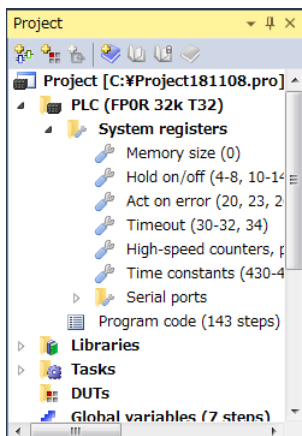 Project
Project [C:¥Project181108.pro]
PLC (FP0R 32k T32)
System registers
Memory size (0)
Hold on/off (4-8, 10-14
Act on error (20, 23, 2
Timeout (30-32, 34)
High-speed counters, p
Time constants (430-4
Serial ports
Program code (143 steps)
Libraries
Tasks
DUTs
Global variables (7 steps)